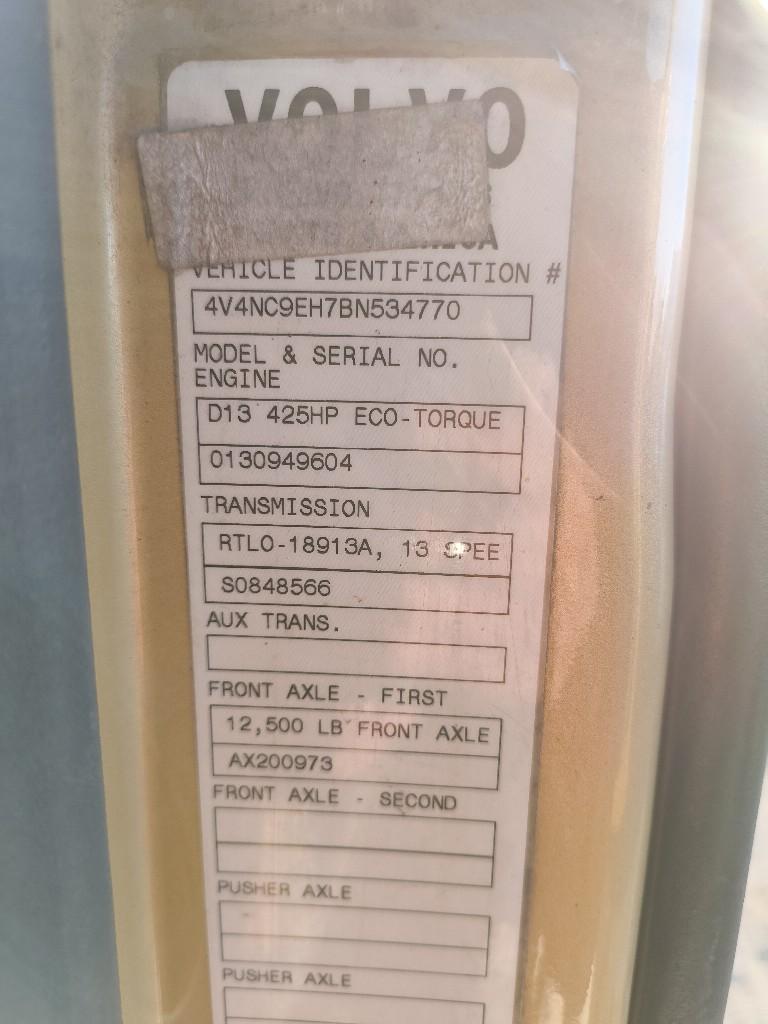 VOLVO
VEHICLE IDENTIFICATION #
4V4NC9EH7BN534770
MODEL & SERIAL NO.
ENGINE
D13 425HP ECO-TORQUE
0130949604
TRANSMISSION
RTLO-18913A, 13 SPEE
S0848566
AUX TRANS.
FRONT AXLE - FIRST
12,500 LB FRONT AXLE
AX200973
FRONT AXLE - SECOND
PUSHER AXLE
PUSHER AXLE